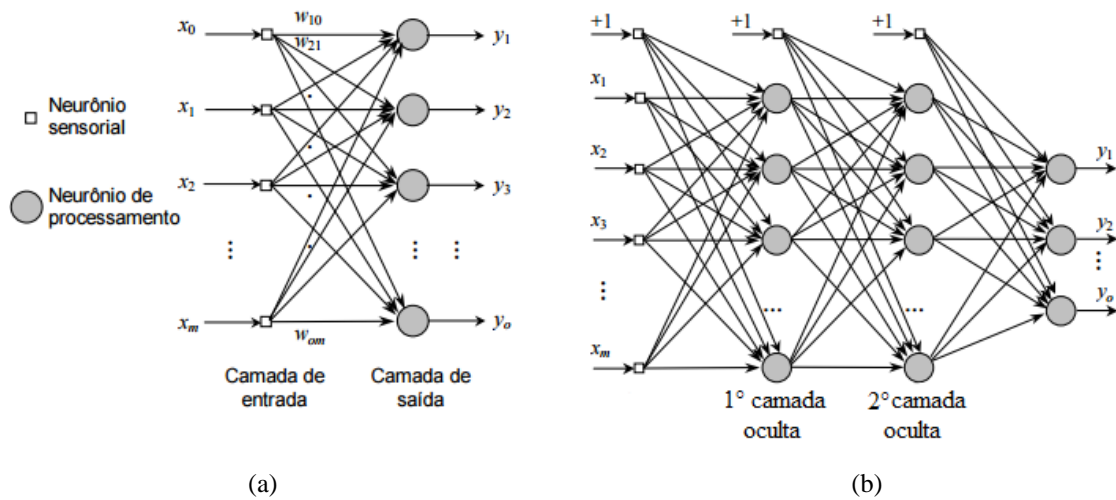 x0
w10
y1
w21
Neurônio
sensorial
x1
y2
Neurônio de
processamento
x2
y3
...
...
...
xm
wom
yo
Camada de
entrada
Camada de
saída
(a)
+1
+1
+1
x1
x2
y1
x3
y2
...
...
...
...
yo
xm
1° camada
oculta
2° camada
oculta
(b)